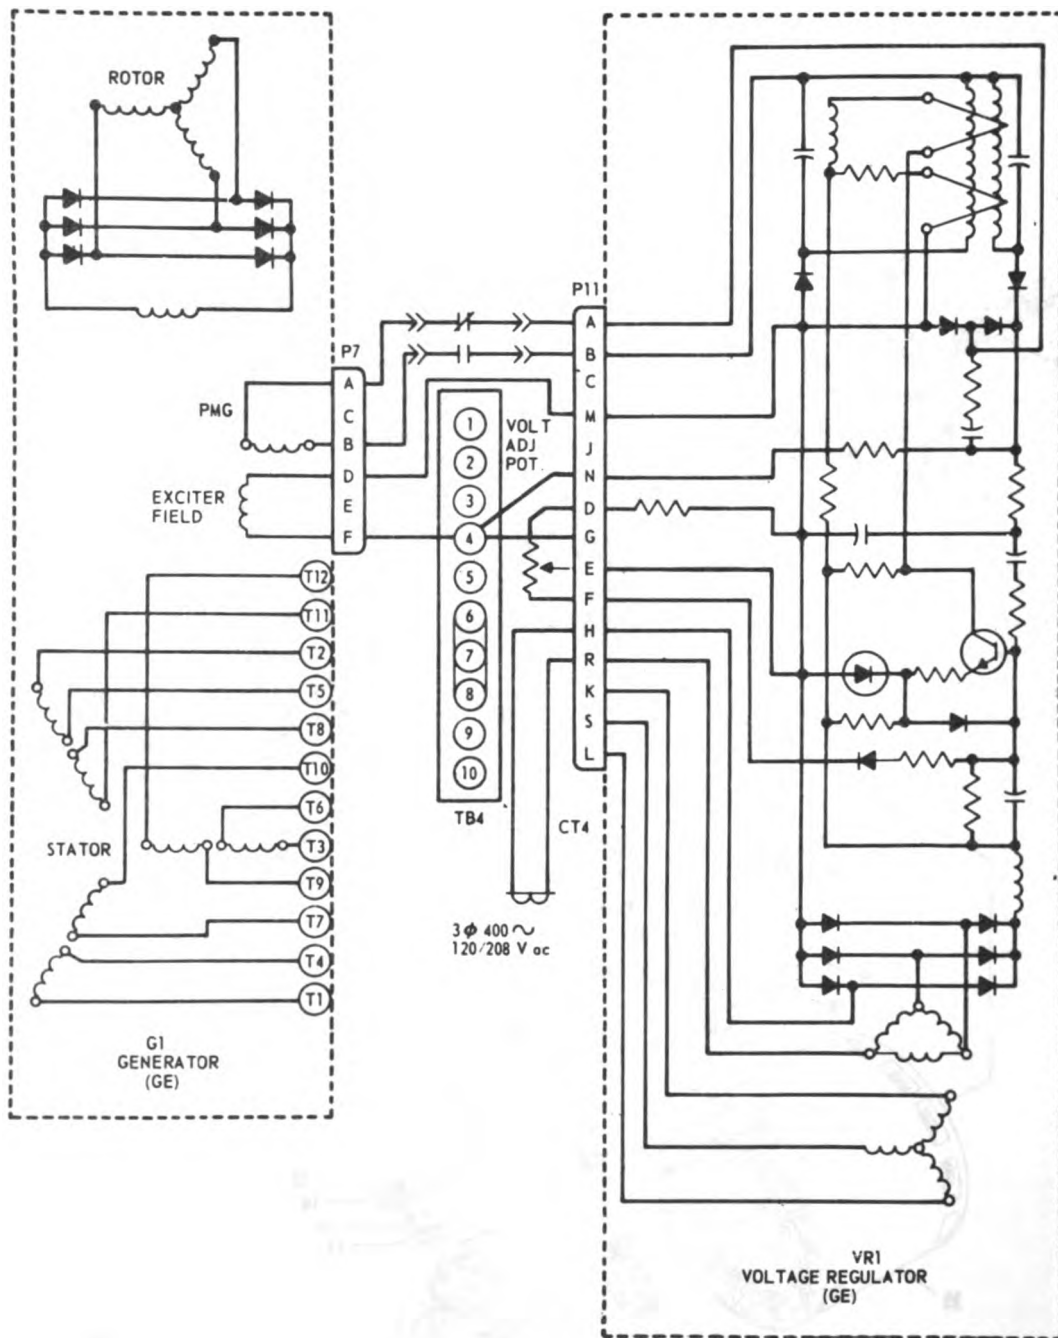 ROTOR
P7
A
C
B
D
E
F
PMG
EXCITER
FIELD
T12
T11
T2
T5
T8
T10
T6
T3
T9
T7
T4
T1
STATOR
G1
GENERATOR
(GE)
1
2
3
4
5
6
7
8
9
10
TB4
VOLT
ADJ
POT.
P11
A
B
C
M
J
N
D
G
E
F
H
R
K
S
L
CT4
3ϕ 400 ~
120/208 V ac
VR1
VOLTAGE REGULATOR
(GE)